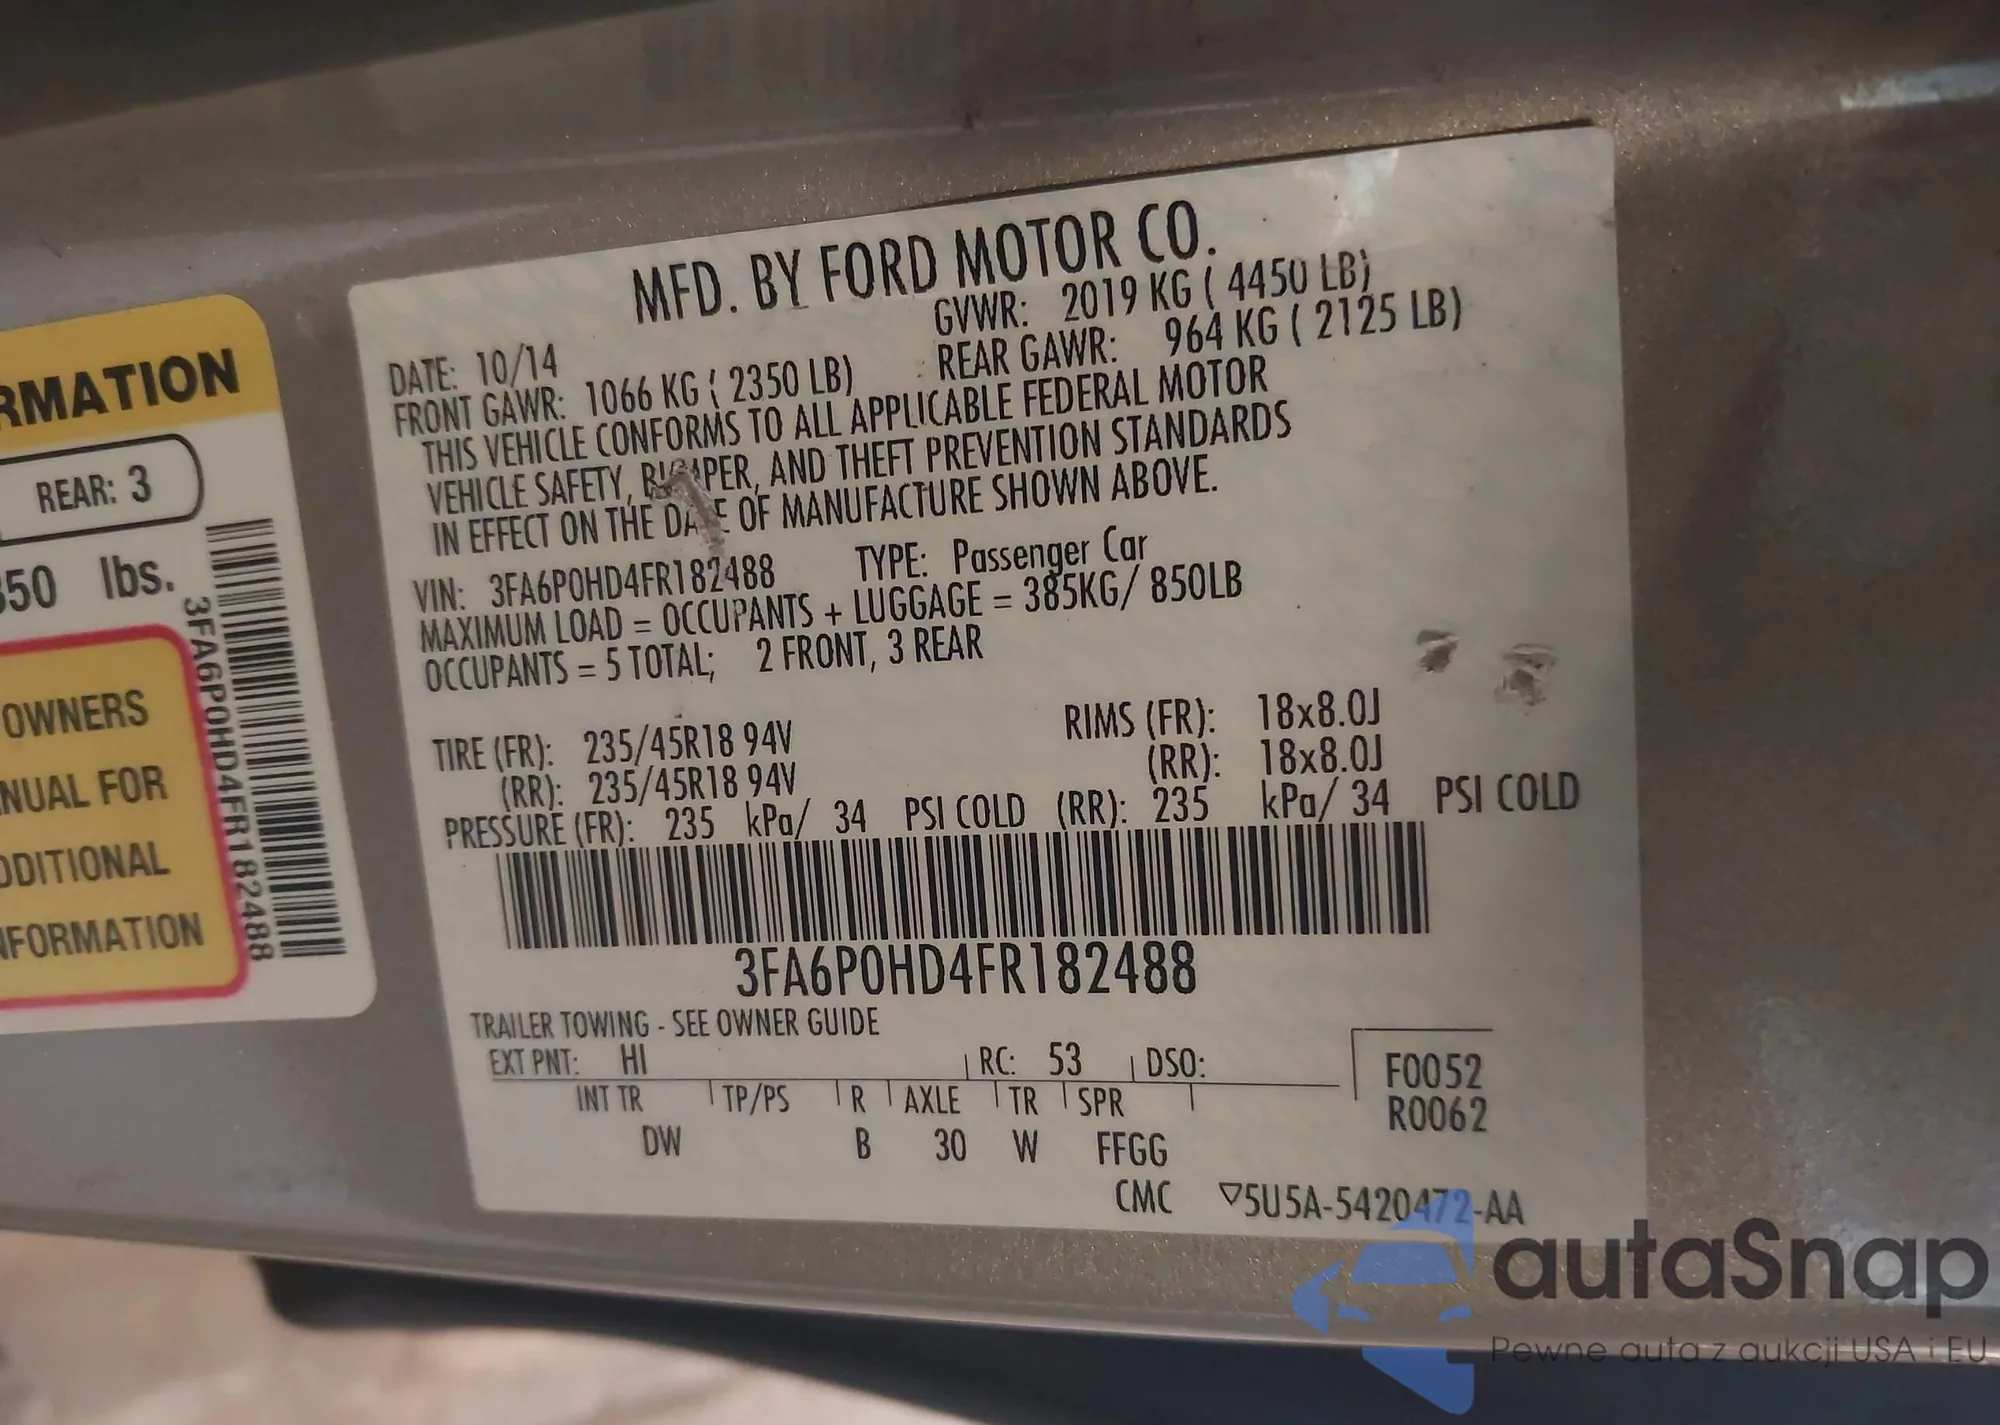 RMATION
REAR: 3
850 lbs.
OWNERS
NUAL FOR
DDITIONAL
NFORMATION
3FA6P0HD4FR182488
MFD. BY FORD MOTOR CO.
DATE: 10/14 GVWR: 2019 KG ( 4450 LB)
FRONT GAWR: 1066 KG ( 2350 LB) REAR GAWR: 964 KG ( 2125 LB)
THIS VEHICLE CONFORMS TO ALL APPLICABLE FEDERAL MOTOR
VEHICLE SAFETY, BUMPER, AND THEFT PREVENTION STANDARDS
IN EFFECT ON THE DATE OF MANUFACTURE SHOWN ABOVE.
VIN: 3FA6P0HD4FR182488 TYPE: Passenger Car
MAXIMUM LOAD = OCCUPANTS + LUGGAGE = 385KG/ 850LB
OCCUPANTS = 5 TOTAL; 2 FRONT, 3 REAR
TIRE (FR): 235/45R18 94V RIMS (FR): 18x8.0J
(RR): 235/45R18 94V (RR): 18x8.0J
PRESSURE (FR): 235 kPa/ 34 PSI COLD (RR): 235 kPa/ 34 PSI COLD
3FA6P0HD4FR182488
TRAILER TOWING - SEE OWNER GUIDE
EXT PNT: HI RC: 53 DSO:
F0052
INT TR TP/PS R AXLE TR SPR
R0062
DW B 30 W FFGG
CMC ▽5U5A-5420472-AA
autaSnap
Pewne auta z aukcji USA i EU